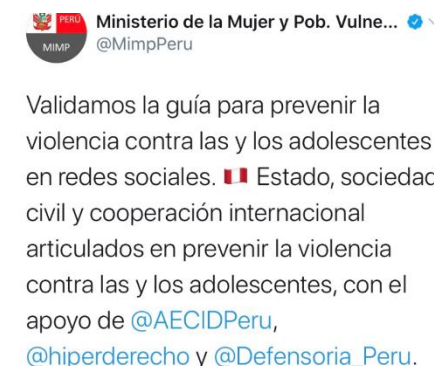 PERÚ
MIMP
Ministerio de la Mujer y Pob. Vulne...
@MimpPeru
Validamos la guía para prevenir la
violencia contra las y los adolescentes
en redes sociales. 🇵🇪 Estado, sociedad
civil y cooperación internacional
articulados en prevenir la violencia
contra las y los adolescentes, con el
apoyo de @AECIDPeru,
@hiperderecho y @Defensoria_Peru.